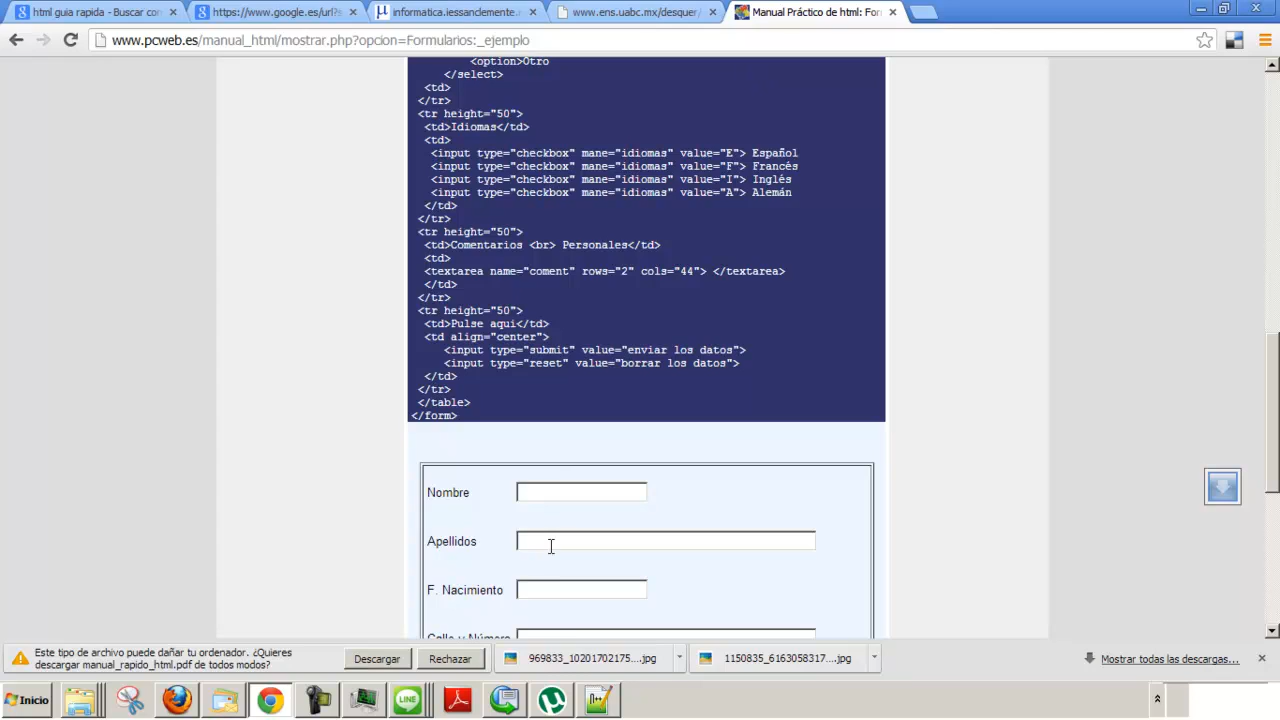 html guia rapida - Buscar con
https://www.google.es/url?s
informatica.iessanclemente.n
www.ens.uabc.mx/desquer/
Manual Práctico de html: For
www.pcweb.es/manual_html/mostrar.php?opcion=Formularios:_ejemplo
<option>Otro
</select>
<td>
</tr>
<tr height="50">
<td>Idiomas</td>
<td>
<input type="checkbox" mane="idiomas" value="E"> Español
<input type="checkbox" mane="idiomas" value="F"> Francés
<input type="checkbox" mane="idiomas" value="I"> Inglés
<input type="checkbox" mane="idiomas" value="A"> Alemán
</td>
</tr>
<tr height="50">
<td>Comentarios <br> Personales</td>
<td>
<textarea name="coment" rows="2" cols="44"> </textarea>
</td>
</tr>
<tr height="50">
<td>Pulse aqui</td>
<td align="center">
<input type="submit" value="enviar los datos">
<input type="reset" value="borrar los datos">
</td>
</tr>
</table>
</form>
Nombre
Apellidos
F. Nacimiento
Calle y Número
Este tipo de archivo puede dañar tu ordenador. ¿Quieres
descargar manual_rapido_html.pdf de todos modos?
Descargar
Rechazar
969833_10201702175....jpg
1150835_6163058317....jpg
Mostrar todas las descargas...
Inicio
LINE